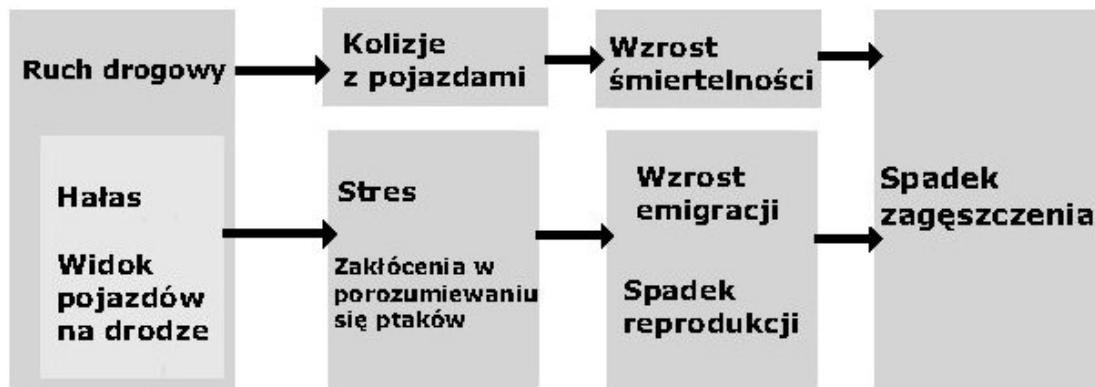 Ruch drogowy
Kolizje
z pojazdami
Wzrost
śmiertelności
Hałas
Widok
pojazdów
na drodze
Stres
Zakłócenia w
porozumiewaniu
się ptaków
Wzrost
emigracji
Spadek
reprodukcji
Spadek
zagęszczenia